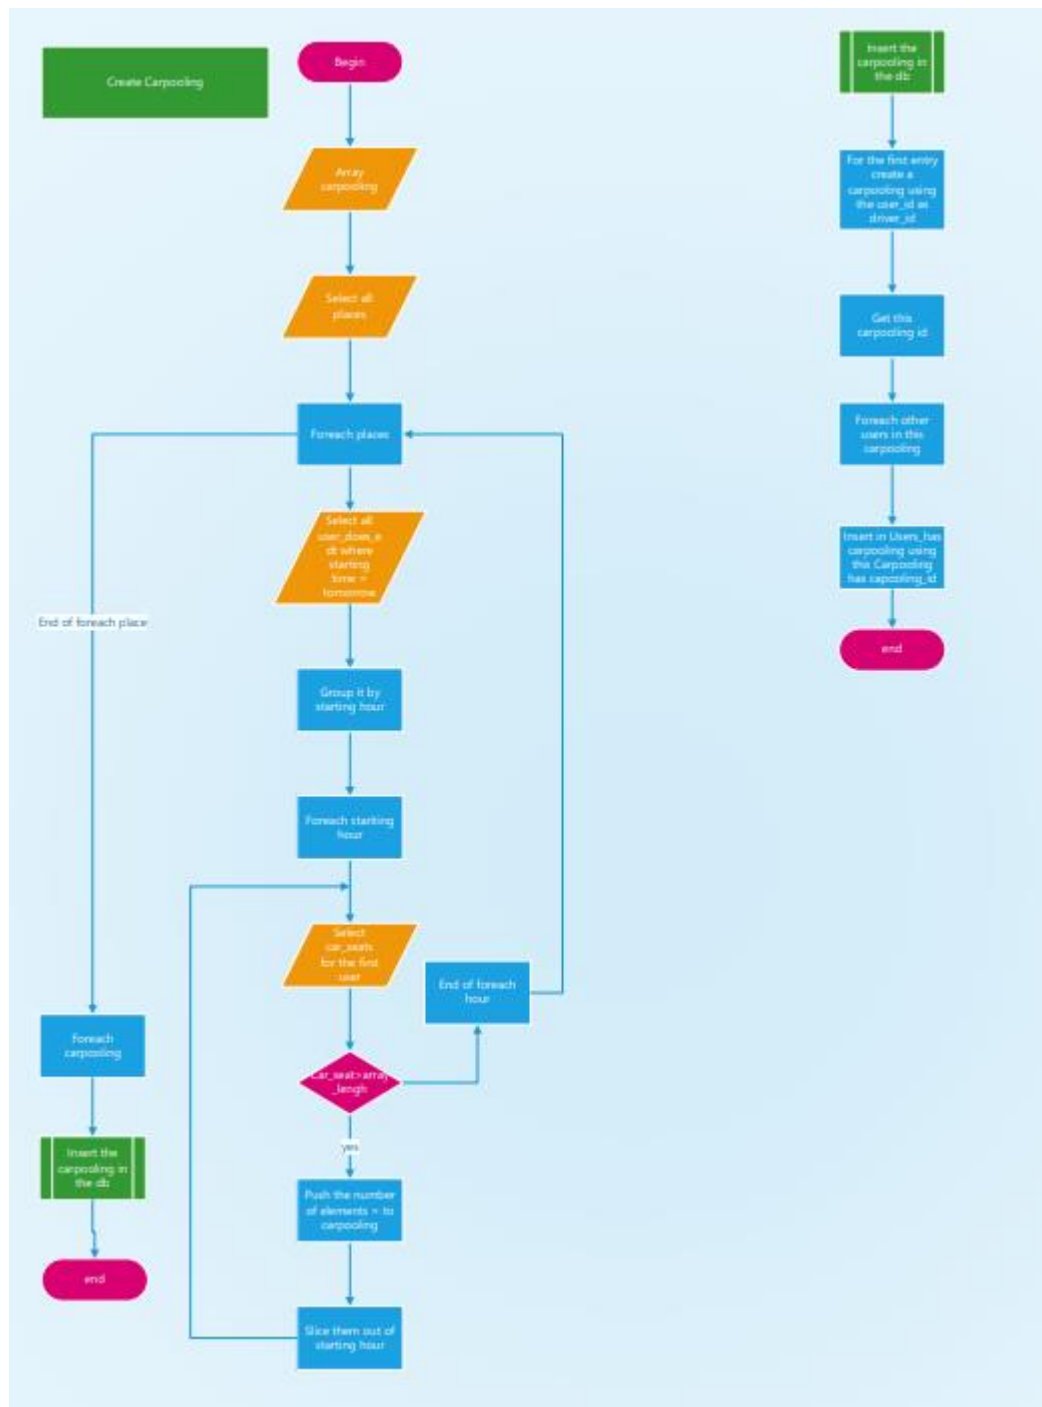 Create Carpooling
Begin
Array
carpooling
Select all
places
Foreach places
Select all
user_does_e
dt where
starting
time =
tomorrow
End of foreach place
Group it by
starting hour
Foreach starting
hour
Select
car_seats
for the first
user
End of foreach
hour
Car_seat>array
_lengh
yes
Push the number
of elements = to
carpooling
Slice them out of
starting hour
Foreach
carpooling
Insert the
carpooling in
the db
end
Insert the
carpooling in
the db
For the first entry
create a
carpooling using
the user_id as
driver_id
Get this
carpooling id
Foreach other
users in this
carpooling
Insert in Users_has
carpooling using
the Carpooling
has capooling_id
end